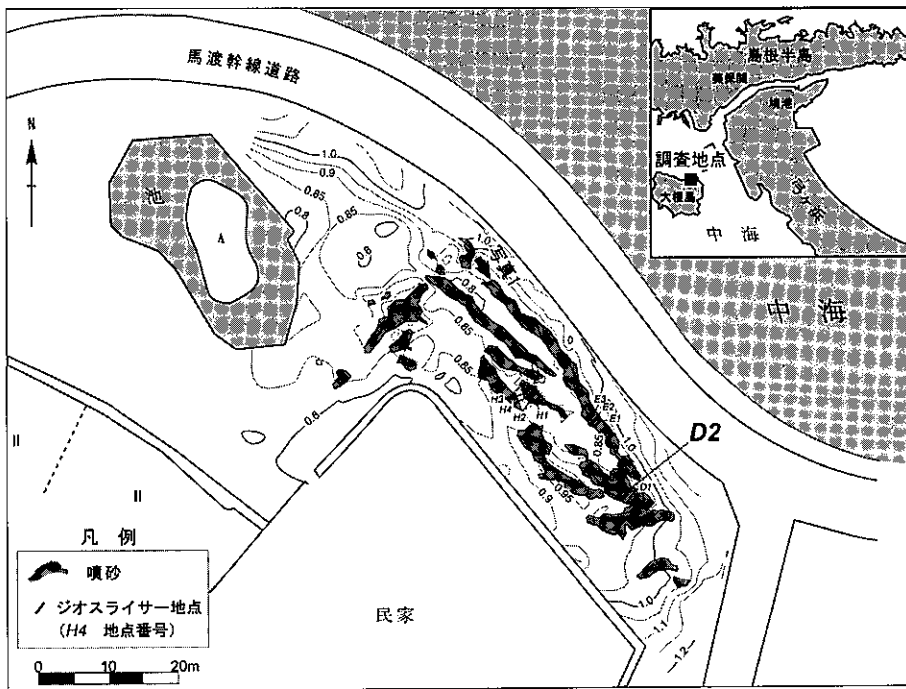 馬渡幹線道路
N
池
A
1.0
0.9
0.85
0.8
0.85
0.8
1.0
写真
0.8
0.85
0.85
0.8
H3
H4
H2
H1
E3
E2
E1
0.85
1.0
D2
D1
0.9
0.95
1.0
1.1
1.2
中海
民家
島根半島
美保関
境港
調査地点
大根島
中海
凡例
噴砂
ジオスライサー地点
(H4 地点番号)
0 10 20m